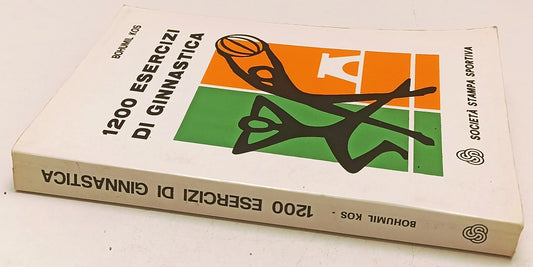 BOHUMIL KOS
1200 ESERCIZI
DI GINNASTICA
SOCIETÀ STAMPA SPORTIVA
BOHUMIL KOS - 1200 ESERCIZI DI GINNASTICA